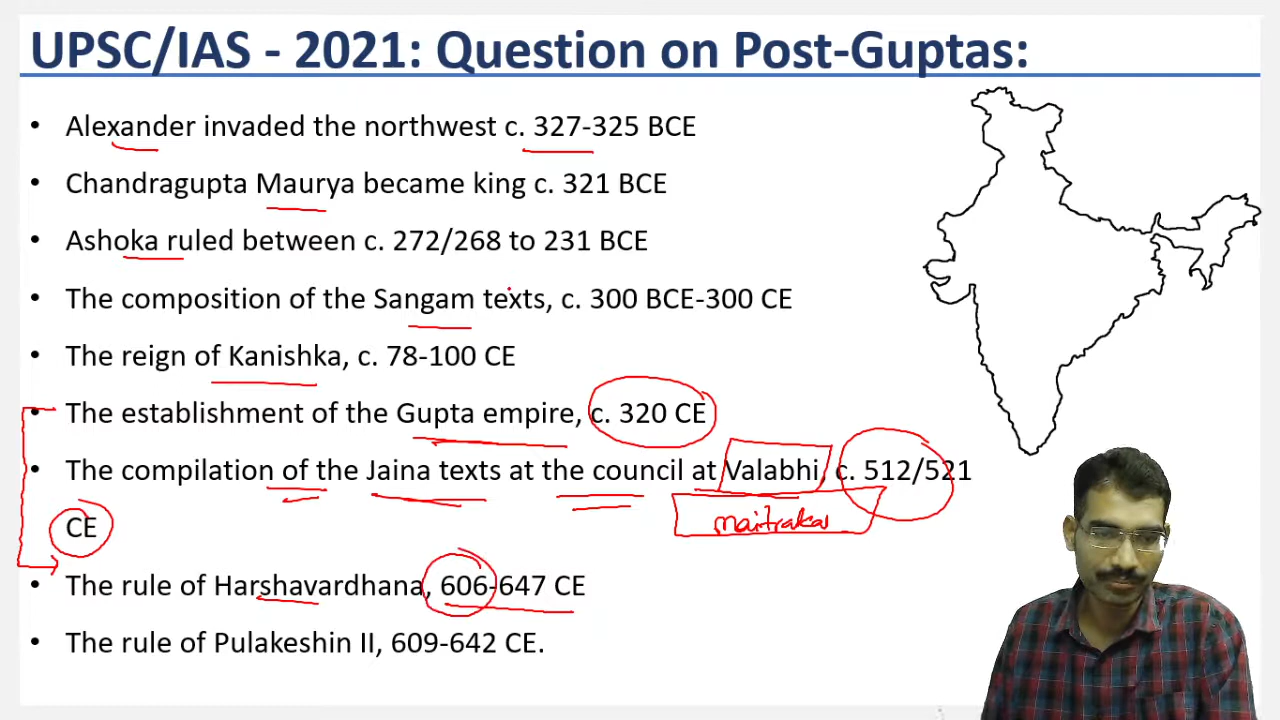 UPSC/IAS - 2021: Question on Post-Guptas:
• Alexander invaded the northwest c. 327-325 BCE
• Chandragupta Maurya became king c. 321 BCE
• Ashoka ruled between c. 272/268 to 231 BCE
• The composition of the Sangam texts, c. 300 BCE-300 CE
• The reign of Kanishka, c. 78-100 CE
• The establishment of the Gupta empire, c. 320 CE
• The compilation of the Jaina texts at the council at Valabhi, c. 512/521
CE
maitrakas
• The rule of Harshavardhana, 606-647 CE
• The rule of Pulakeshin II, 609-642 CE.